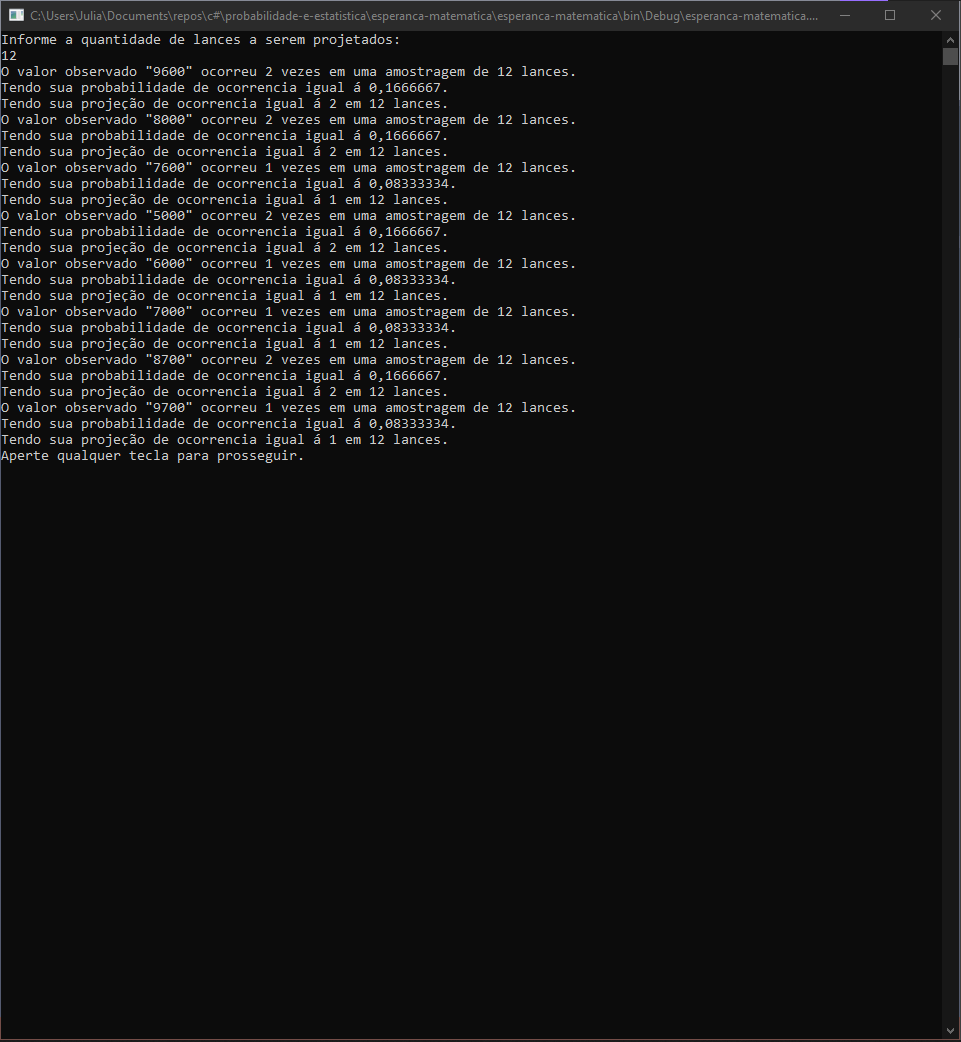 C:\Users\Julia\Documents\repos\c#\probabilidade-e-estatistica\esperanca-matematica\esperanca-matematica\bin\Debug\esperanca-matematica....
Informe a quantidade de lances a serem projetados:
12
O valor observado "9600" ocorreu 2 vezes em uma amostragem de 12 lances.
Tendo sua probabilidade de ocorrencia igual á 0,1666667.
Tendo sua projeção de ocorrencia igual á 2 em 12 lances.
O valor observado "8000" ocorreu 2 vezes em uma amostragem de 12 lances.
Tendo sua probabilidade de ocorrencia igual á 0,1666667.
Tendo sua projeção de ocorrencia igual á 2 em 12 lances.
O valor observado "7600" ocorreu 1 vezes em uma amostragem de 12 lances.
Tendo sua probabilidade de ocorrencia igual á 0,08333334.
Tendo sua projeção de ocorrencia igual á 1 em 12 lances.
O valor observado "5000" ocorreu 2 vezes em uma amostragem de 12 lances.
Tendo sua probabilidade de ocorrencia igual á 0,1666667.
Tendo sua projeção de ocorrencia igual á 2 em 12 lances.
O valor observado "6000" ocorreu 1 vezes em uma amostragem de 12 lances.
Tendo sua probabilidade de ocorrencia igual á 0,08333334.
Tendo sua projeção de ocorrencia igual á 1 em 12 lances.
O valor observado "7000" ocorreu 1 vezes em uma amostragem de 12 lances.
Tendo sua probabilidade de ocorrencia igual á 0,08333334.
Tendo sua projeção de ocorrencia igual á 1 em 12 lances.
O valor observado "8700" ocorreu 2 vezes em uma amostragem de 12 lances.
Tendo sua probabilidade de ocorrencia igual á 0,1666667.
Tendo sua projeção de ocorrencia igual á 2 em 12 lances.
O valor observado "9700" ocorreu 1 vezes em uma amostragem de 12 lances.
Tendo sua probabilidade de ocorrencia igual á 0,08333334.
Tendo sua projeção de ocorrencia igual á 1 em 12 lances.
Aperte qualquer tecla para prosseguir.